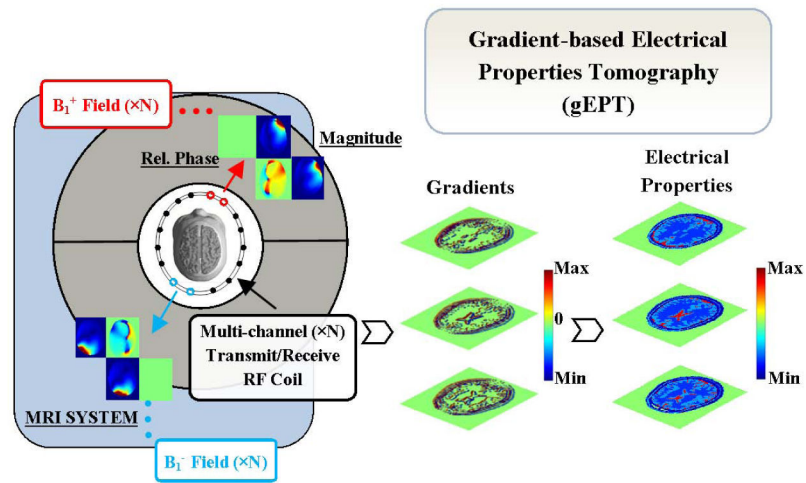 Gradient-based Electrical
Properties Tomography
(gEPT)
B₁⁺ Field (×N)
Magnitude
Rel. Phase
Multi-channel (×N)
Transmit/Receive
RF Coil
MRI SYSTEM
B₁⁻ Field (×N)
Gradients
Max
0
Min
Electrical
Properties
Max
Min